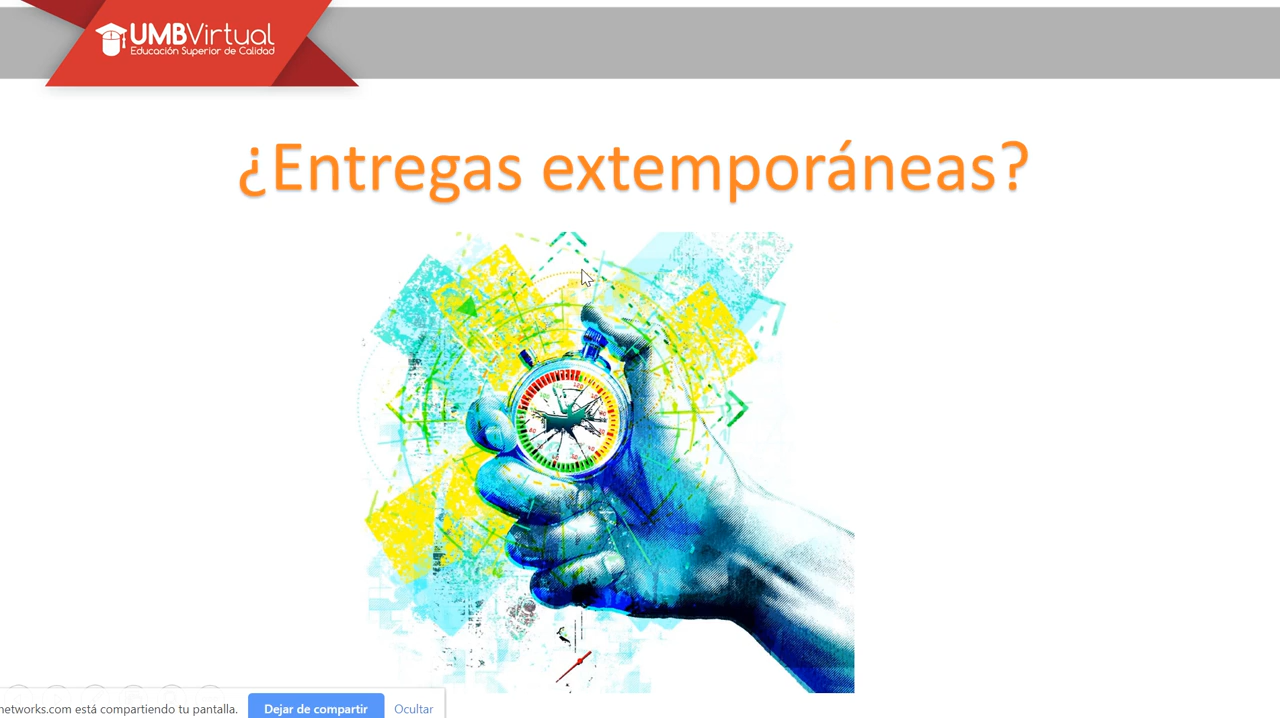 UMBVirtual
Educación Superior de Calidad
¿Entregas extemporáneas?
networks.com está compartiendo tu pantalla.
Dejar de compartir
Ocultar